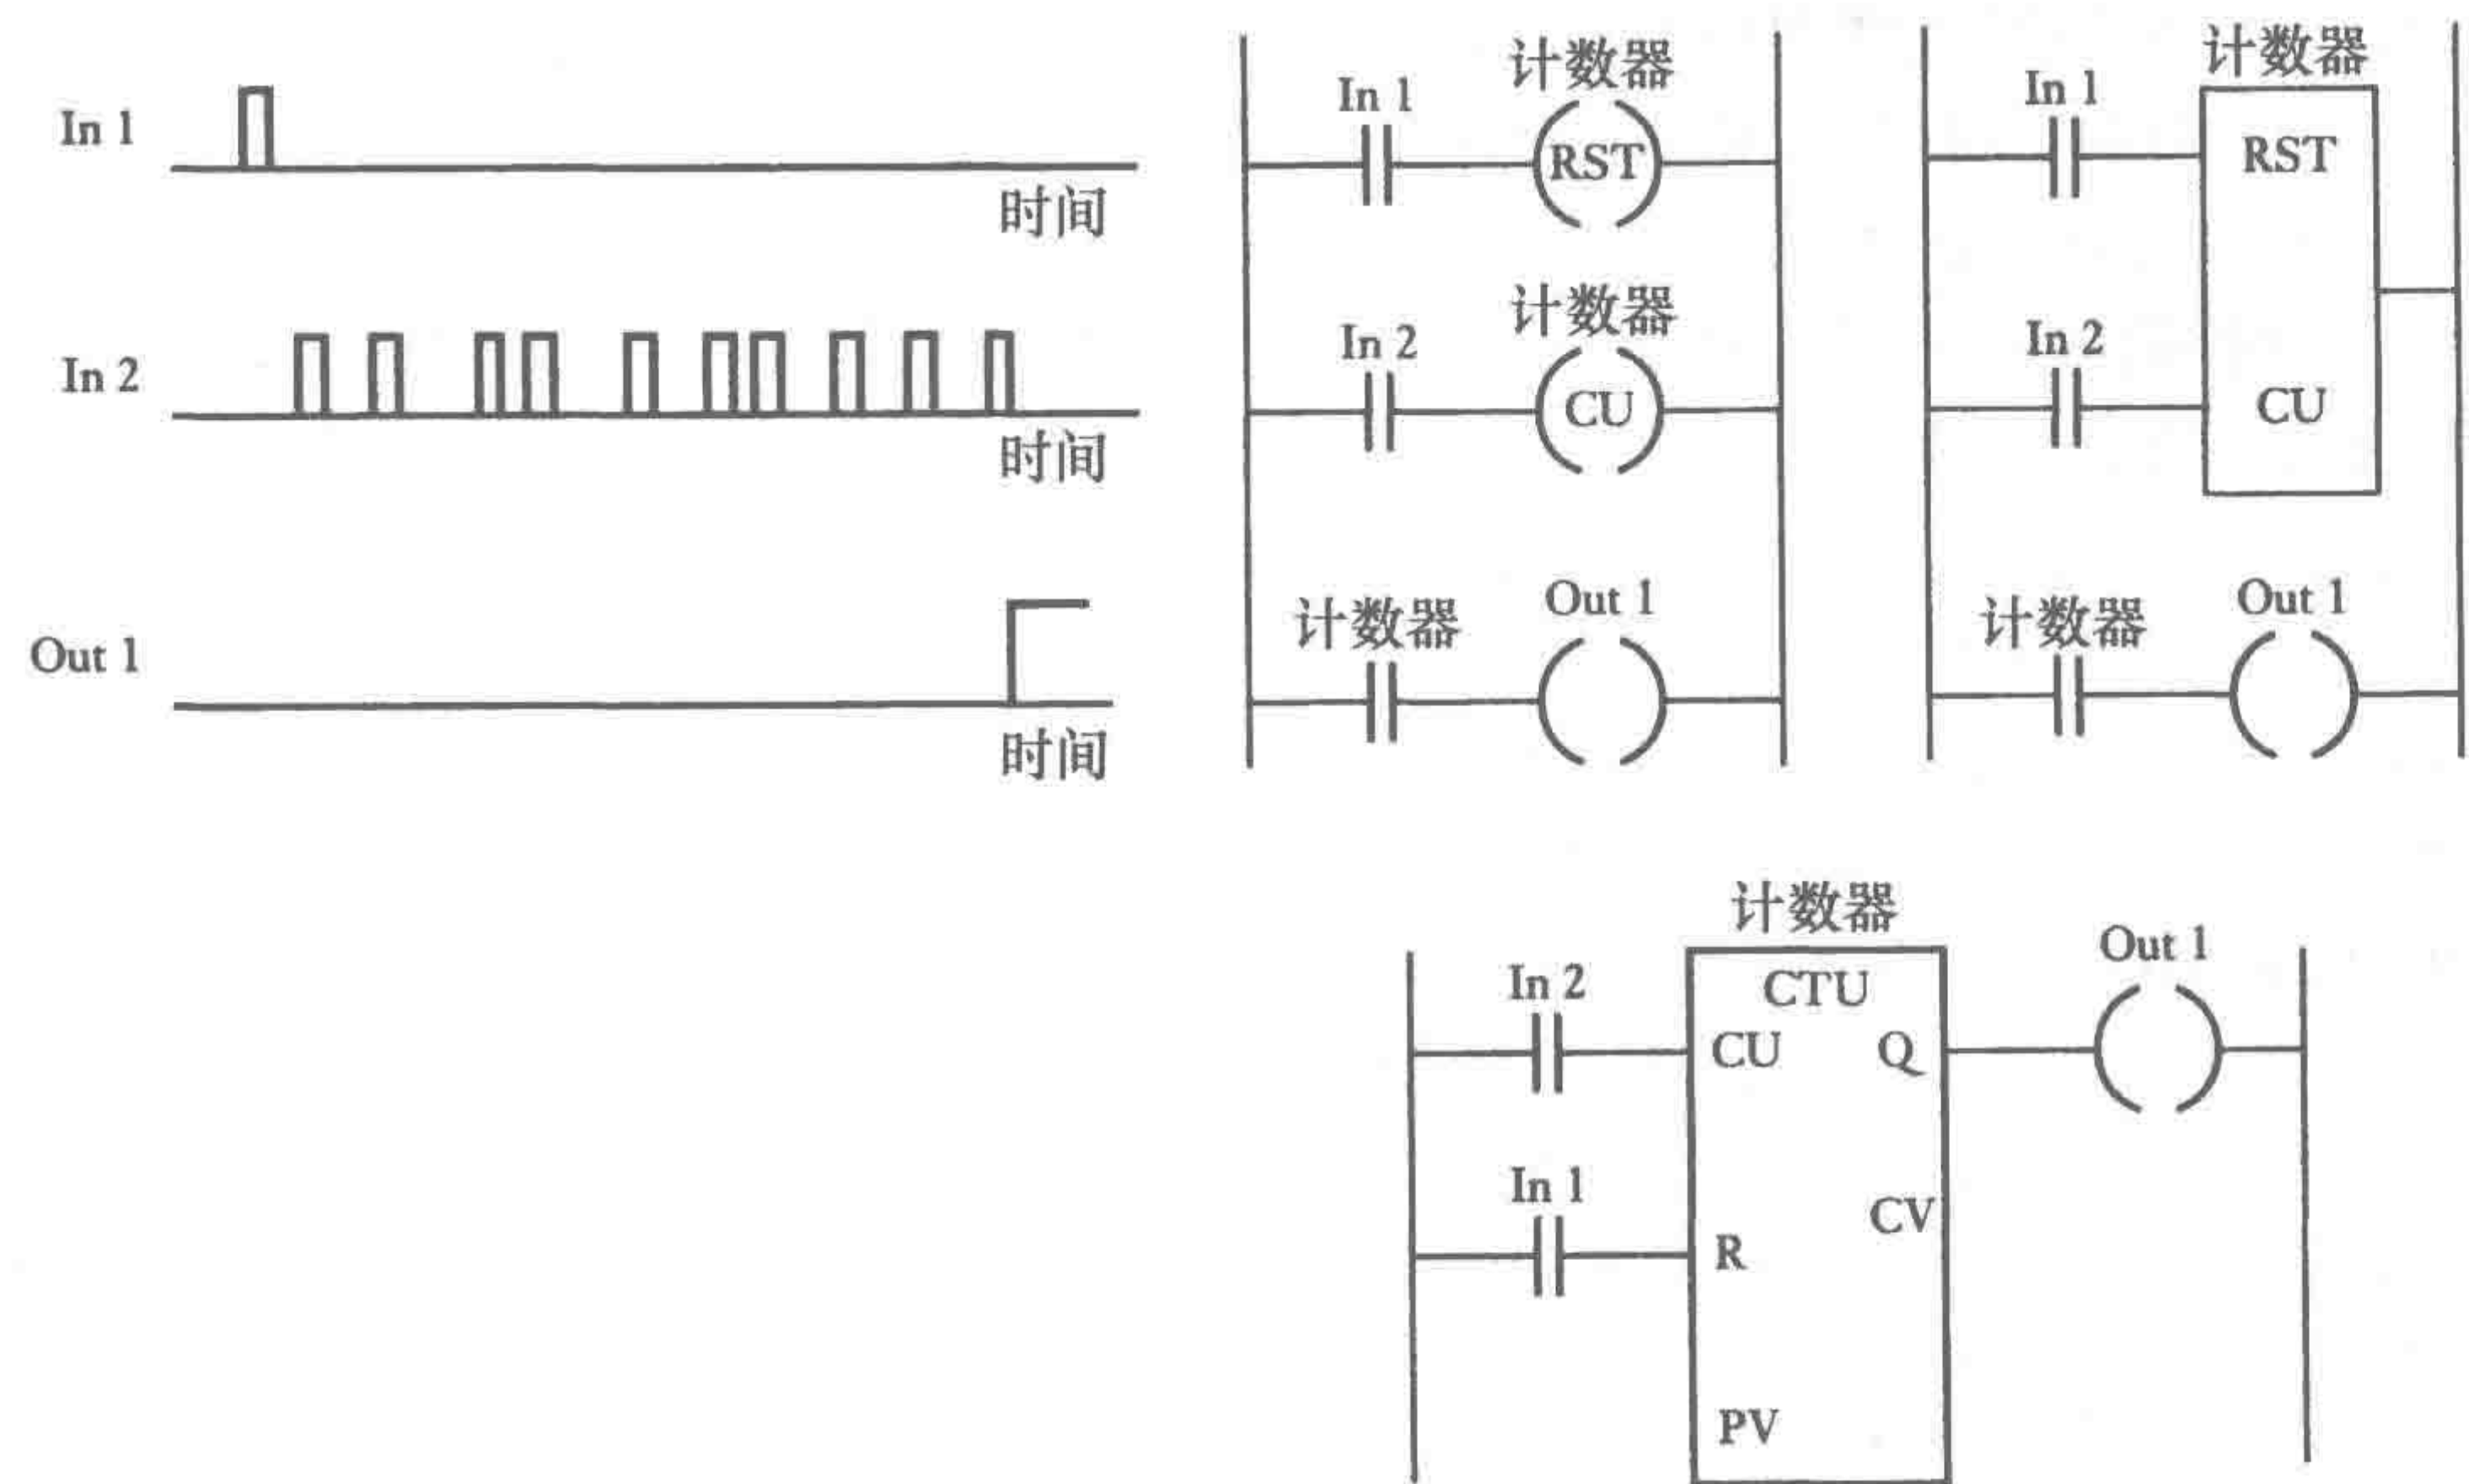 In 1
时间
In 2
时间
Out 1
时间
计数器
In 1
RST
计数器
In 2
CU
计数器
Out 1
计数器
In 1
RST
In 2
CU
计数器
Out 1
计数器
In 2
CTU
Out 1
CU
Q
In 1
CV
R
PV